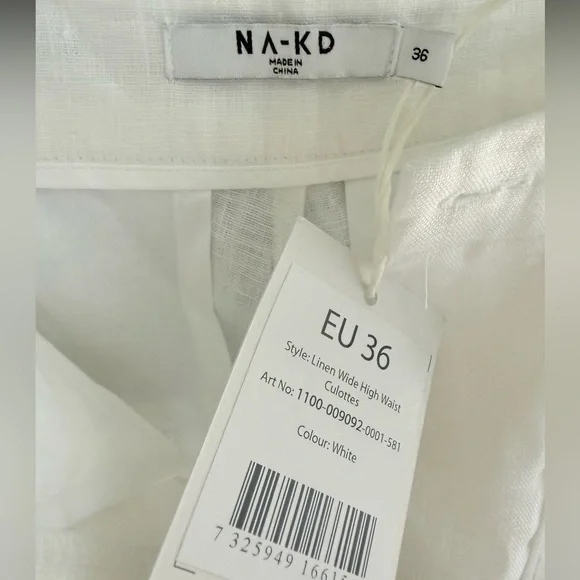 NA-KD
MADE IN
CHINA
36
EU 36
Style: Linen Wide High Waist
Culottes
Art No: 1100-009092-0001-581
Colour: White
7 325949 16615